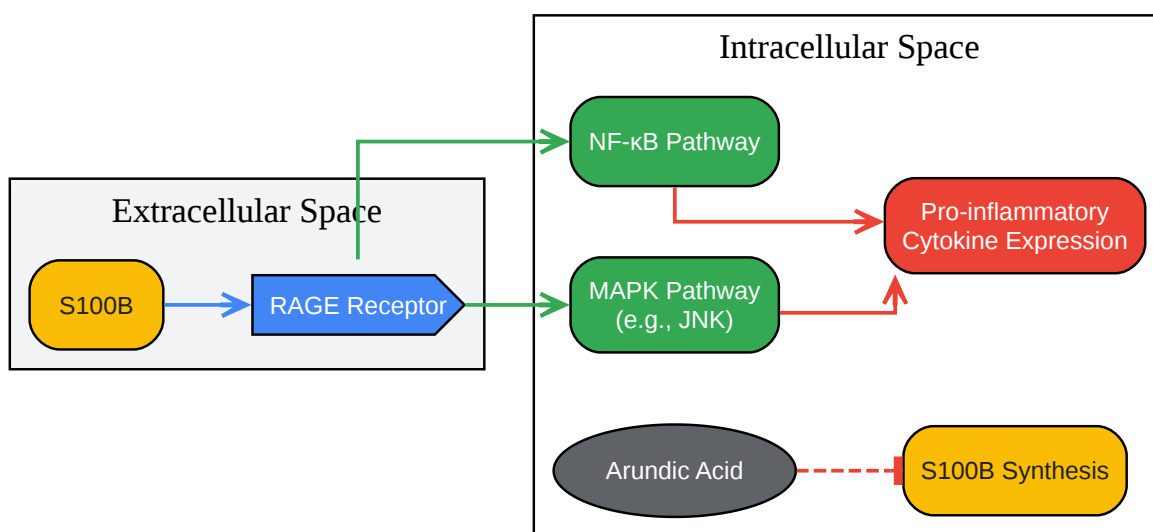 Intracellular Space
NF-κB Pathway
Extracellular Space
Pro-inflammatory
Cytokine Expression
S100B
RAGE Receptor
MAPK Pathway
(e.g., JNK)
Arundic Acid
S100B Synthesis